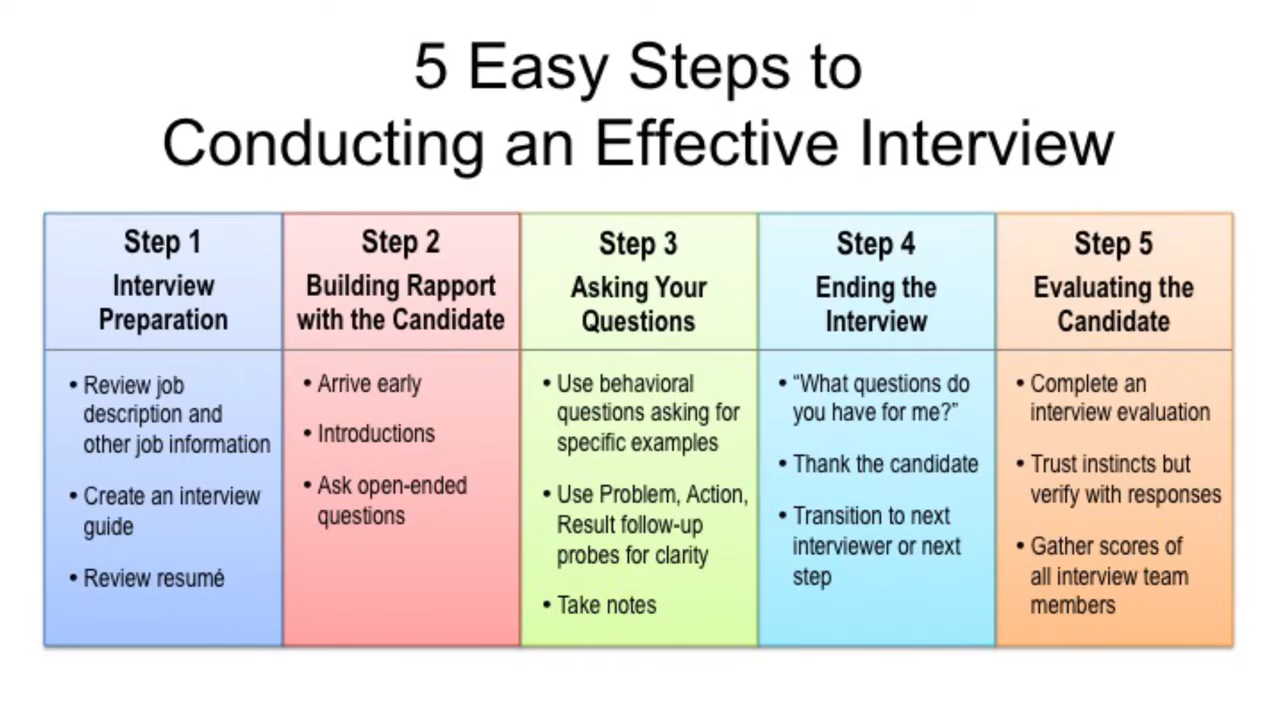 5 Easy Steps to
Conducting an Effective Interview
Step 1
Interview
Preparation
• Review job
description and
other job information
• Create an interview
guide
• Review resumé
Step 2
Building Rapport
with the Candidate
• Arrive early
• Introductions
• Ask open-ended
questions
Step 3
Asking Your
Questions
• Use behavioral
questions asking for
specific examples
• Use Problem, Action,
Result follow-up
probes for clarity
• Take notes
Step 4
Ending the
Interview
• “What questions do
you have for me?”
• Thank the candidate
• Transition to next
interviewer or next
step
Step 5
Evaluating the
Candidate
• Complete an
interview evaluation
• Trust instincts but
verify with responses
• Gather scores of
all interview team
members